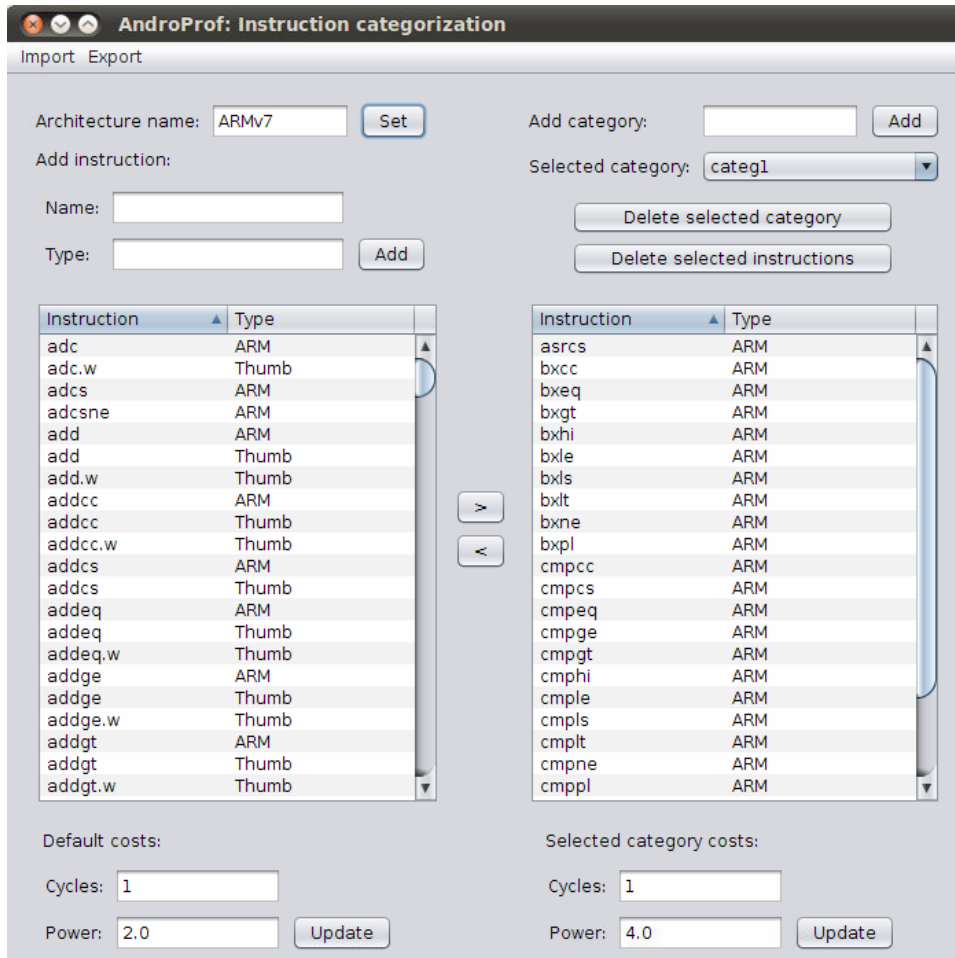 AndroProf: Instruction categorization
Import Export
Architecture name: ARMv7 Set
Add instruction:
Name:
Type: Add
Add category: Add
Selected category: categ1
Delete selected category
Delete selected instructions
Instruction Type
adc ARM
adc.w Thumb
adcs ARM
adcsne ARM
add ARM
add Thumb
add.w Thumb
addcc ARM
addcc Thumb
addcc.w Thumb
addcs ARM
addcs Thumb
addeq ARM
addeq Thumb
addeq.w Thumb
addge ARM
addge Thumb
addge.w Thumb
addgt ARM
addgt Thumb
addgt.w Thumb
>
<
Instruction Type
asrcs ARM
bxcc ARM
bxeq ARM
bxgt ARM
bxhi ARM
bxle ARM
bxls ARM
bxlt ARM
bxne ARM
bxpl ARM
cmpcc ARM
cmpcs ARM
cmpeq ARM
cmpge ARM
cmpgt ARM
cmphi ARM
cmple ARM
cmpls ARM
cmplt ARM
cmpne ARM
cmppl ARM
Default costs:
Cycles: 1
Power: 2.0 Update
Selected category costs:
Cycles: 1
Power: 4.0 Update